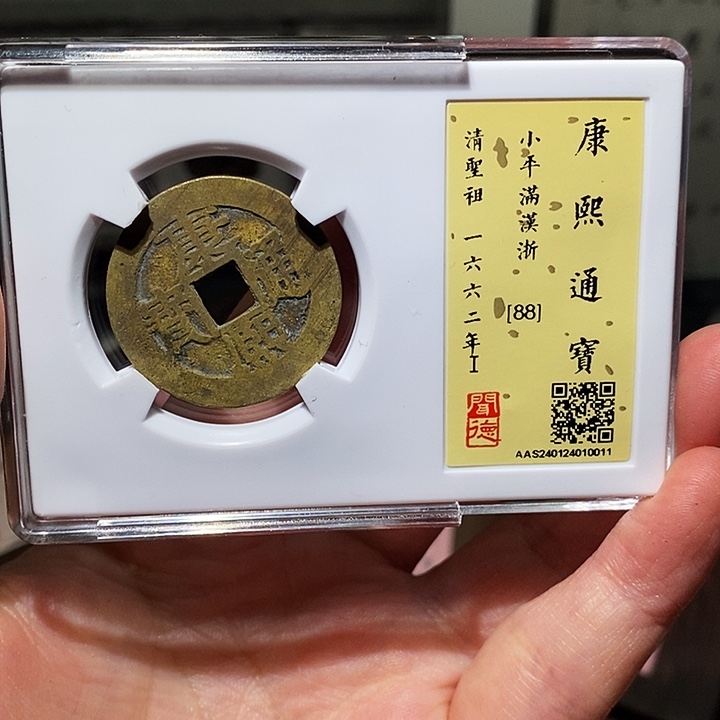 康熙通寶
小平滿漢浙
[88]
清聖祖 一六六二年I
聞德
AAS240124010011